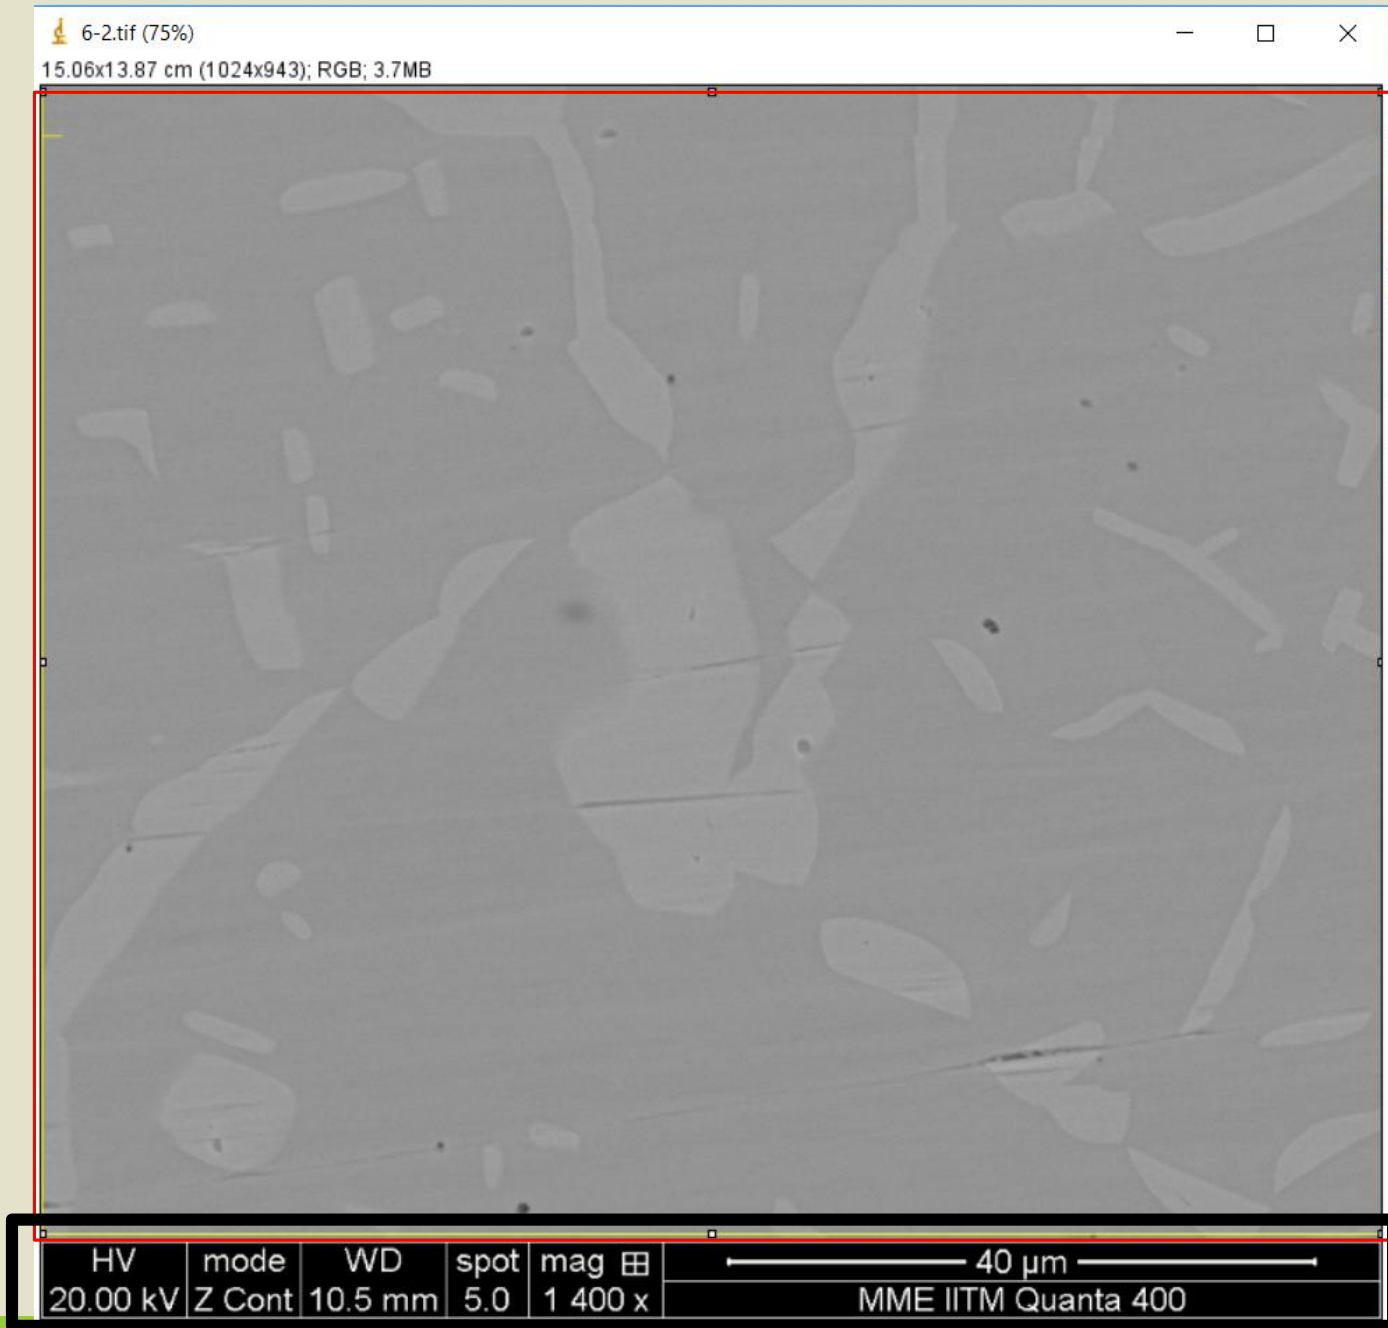 6-2.tif (75%)
15.06x13.87 cm (1024x943); RGB; 3.7MB
HV mode WD spot mag 40 µm
20.00 kV Z Cont 10.5 mm 5.0 1 400 x MME IITM Quanta 400